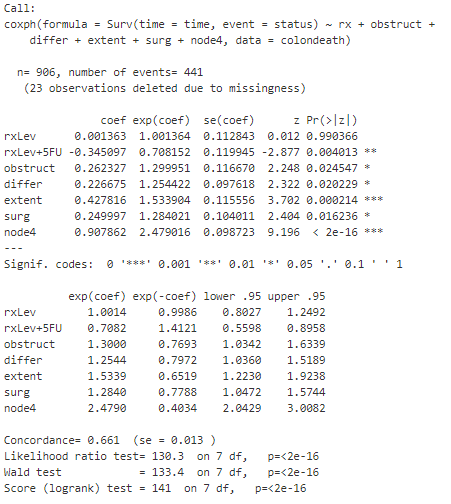 Call:
coxph(formula = Surv(time = time, event = status) ~ rx + obstruct +
    differ + extent + surg + node4, data = colondeath)

  n= 906, number of events= 441
   (23 observations deleted due to missingness)

              coef exp(coef)  se(coef)      z Pr(>|z|)
rxLev      0.001363  1.001364  0.112843  0.012 0.990366
rxLev+5FU -0.345097  0.708152  0.119945 -2.877 0.004013 **
obstruct   0.262327  1.299951  0.116670  2.248 0.024547 *
differ     0.226675  1.254422  0.097618  2.322 0.020229 *
extent     0.427816  1.533904  0.115556  3.702 0.000214 ***
surg       0.249997  1.284021  0.104011  2.404 0.016236 *
node4      0.907862  2.479016  0.098723  9.196  < 2e-16 ***
---
Signif. codes:  0 '***' 0.001 '**' 0.01 '*' 0.05 '.' 0.1 ' ' 1

          exp(coef) exp(-coef) lower .95 upper .95
rxLev        1.0014     0.9986    0.8027    1.2492
rxLev+5FU    0.7082     1.4121    0.5598    0.8958
obstruct     1.3000     0.7693    1.0342    1.6339
differ       1.2544     0.7972    1.0360    1.5189
extent       1.5339     0.6519    1.2230    1.9238
surg         1.2840     0.7788    1.0472    1.5744
node4        2.4790     0.4034    2.0429    3.0082

Concordance= 0.661  (se = 0.013 )
Likelihood ratio test= 130.3  on 7 df,   p=<2e-16
Wald test            = 133.4  on 7 df,   p=<2e-16
Score (logrank) test = 141  on 7 df,   p=<2e-16